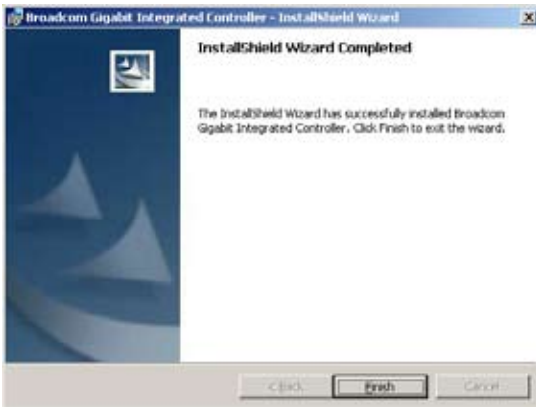 Broadcom Gigabit Integrated Controller - InstallShield Wizard
InstallShield Wizard Completed
The InstallShield Wizard has successfully installed Broadcom
Gigabit Integrated Controller. Click Finish to exit the wizard.
< Back
Finish
Cancel